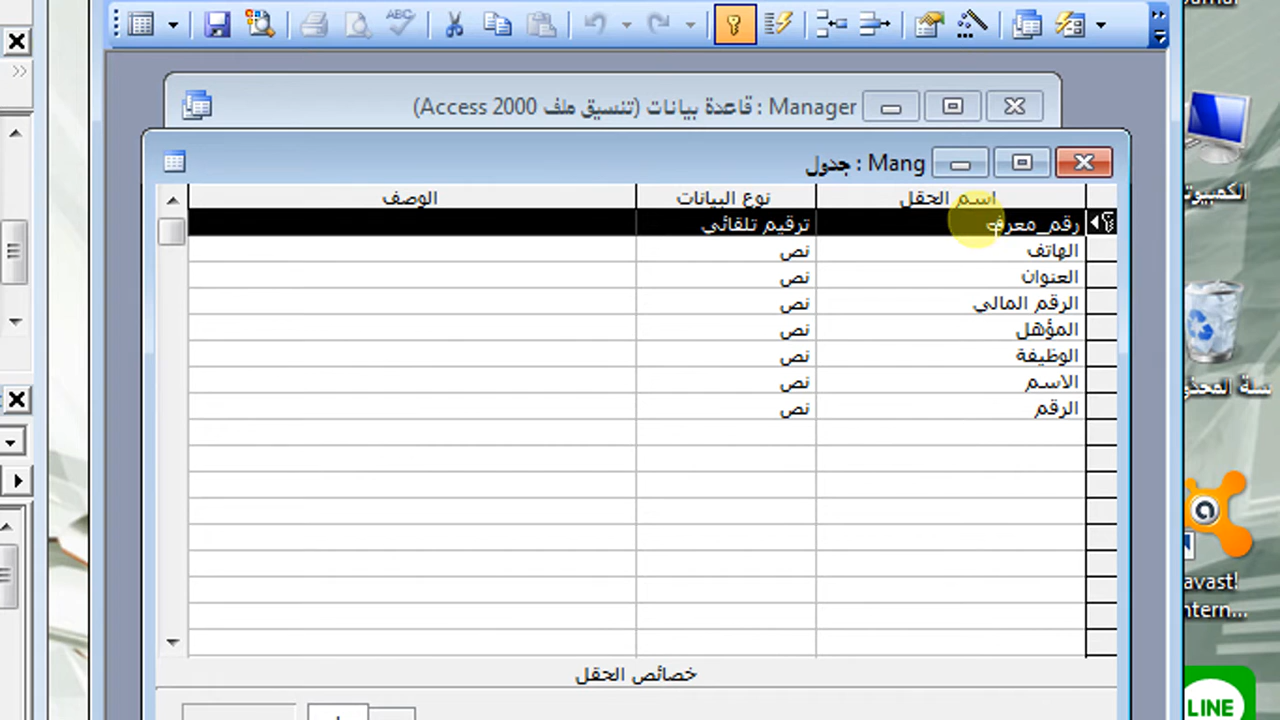 Manager : قاعدة بيانات (تنسيق ملف Access 2000)
Mang : جدول
اسم الحقل نوع البيانات الوصف
رقم_معرف ترقيم تلقائي
الهاتف نص
العنوان نص
الرقم المالي نص
المؤهل نص
الوظيفة نص
الاسم نص
الرقم نص
خصائص الحقل
ABC
avast!
LINE